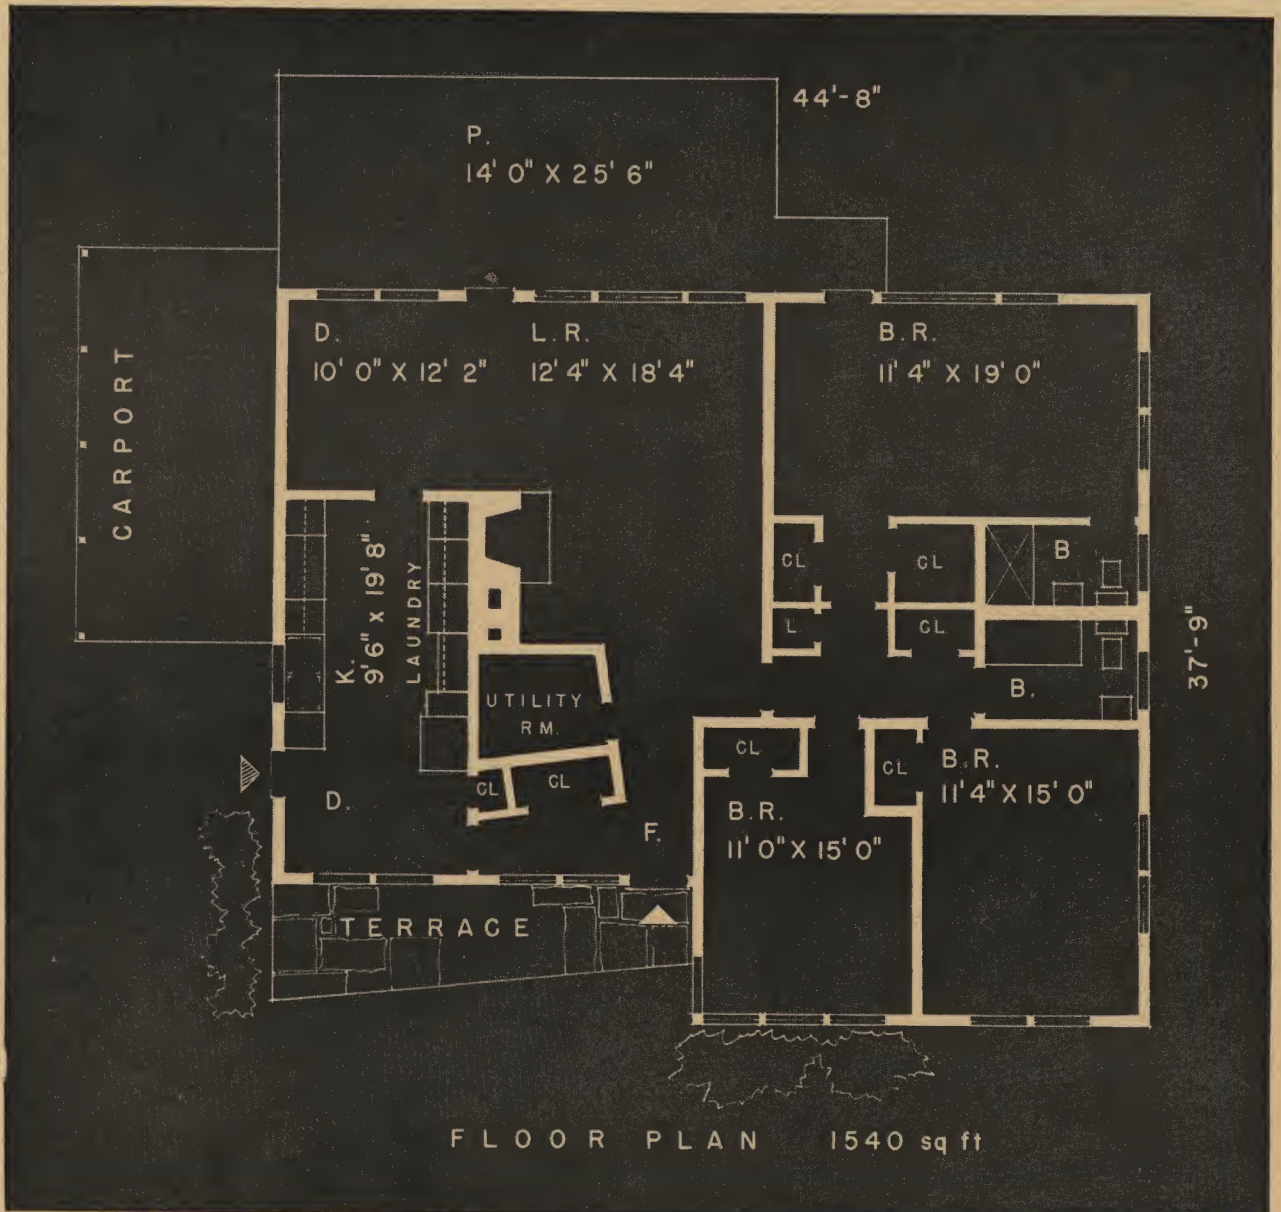 44'-8"
P.
14' 0" X 25' 6"
CARPORT
D.
10' 0" X 12' 2"
L.R.
12'4" X 18'4"
B.R.
11'4" X 19'0"
K.
9'6" x 19'8"
LAUNDRY
CL
CL
B
L.
CL
B.
37'-9"
UTILITY
RM.
CL
CL
CL
CL
B.R.
11'4" X 15'0"
D.
F.
B.R.
11'0" X 15'0"
TERRACE
FLOOR PLAN 1540 sq ft